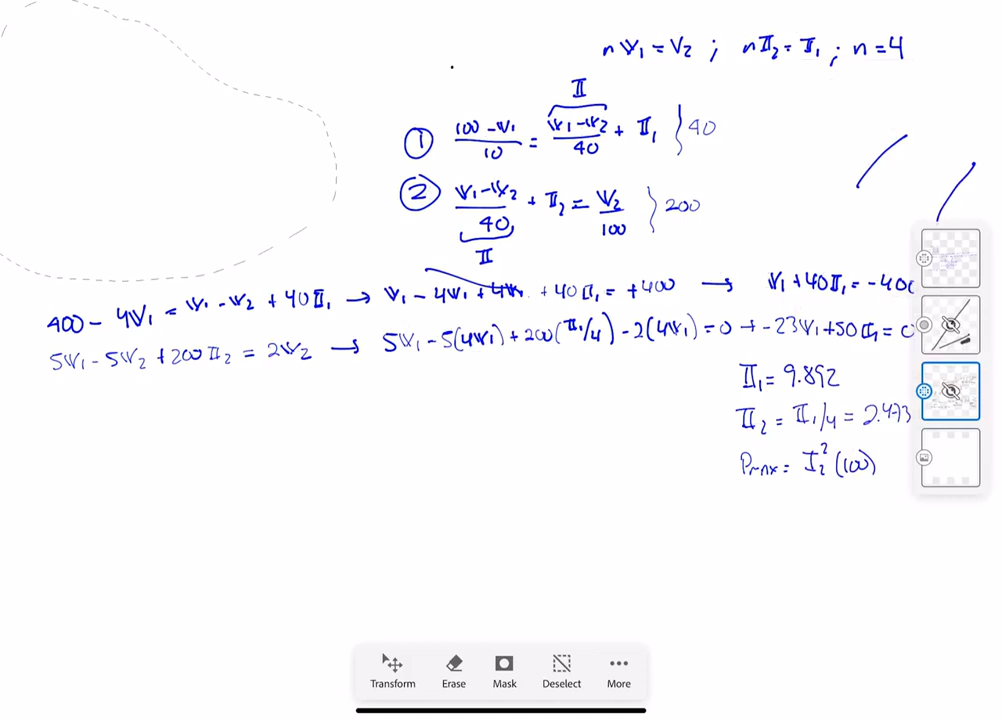 n V₁ = V₂ ; n I₂ = I₁ ; n = 4
I
① (100 - V₁)/10 = (V₁ - V₂)/40 + I₁ } 40
② (V₁ - V₂)/40 + I₂ = V₂/100 } 200
I
400 - 4V₁ = V₁ - V₂ + 40I₁ → V₁ - 4V₁ + 4V₁ + 40I₁ = +400 → V₁ + 40I₁ = -400
5V₁ - 5V₂ + 200I₂ = 2V₂ → 5V₁ - 5(4V₁) + 200(I₁/4) - 2(4V₁) = 0 → -23V₁ + 50I₁ = 0
I₁ = 9.892
I₂ = I₁/4 = 2.473
Pmax = I₂²(100)
Transform Erase Mask Deselect More